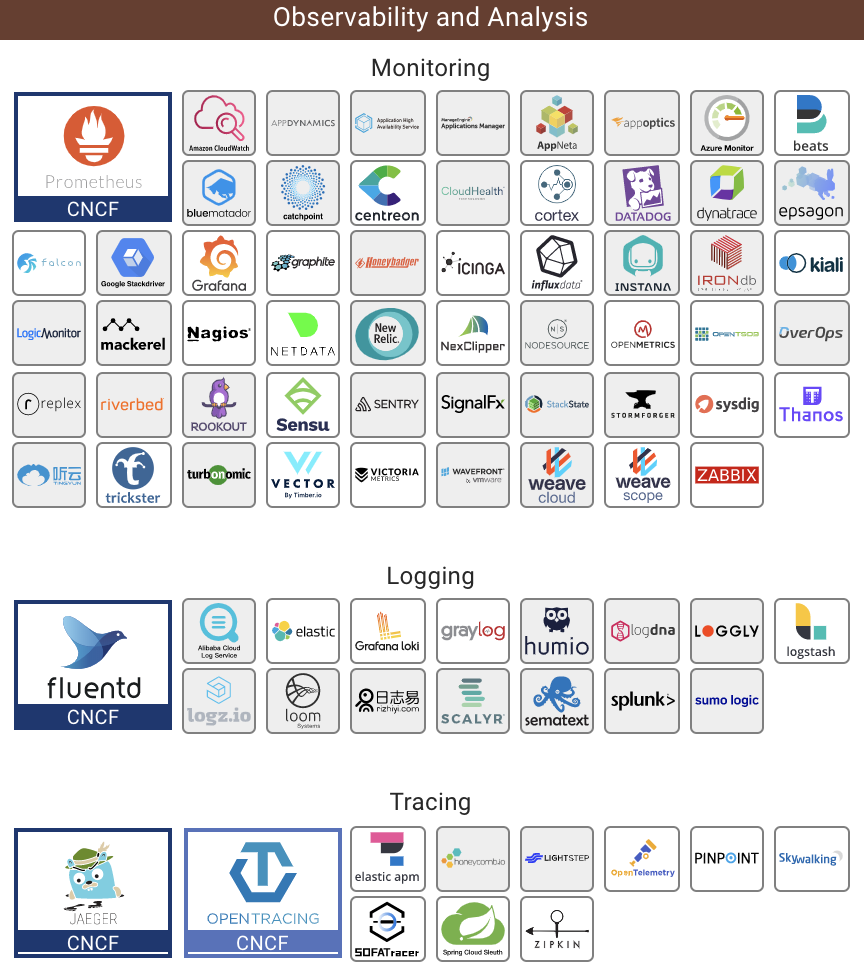 Observability and Analysis
Monitoring
Prometheus
CNCF
Amazon CloudWatch
APPDYNAMICS
Application High
Availability Service
ManageEngine
Applications Manager
AppNeta
appoptics
Azure Monitor
beats
bluematador
catchpoint
centreon
CloudHealth
cortex
DATADOG
dynatrace
epsagon
falcon
Google Stackdriver
Grafana
graphite
Honeybadger
iCINGA
influxdata
INSTANA
IRONdb
kiali
LogicMonitor
mackerel
Nagios®
NETDATA
New
Relic.
NexClipper
N|S
NODESOURCE
OPENMETRICS
OPENTSDB
OverOps
r replex
riverbed
ROOKOUT
Sensu
SENTRY
SignalFx
StackState
STORMFORGER
sysdig
Thanos
听云
TINGYUN
trickster
turbonomic
VECTOR
By Timber.io
VICTORIA
METRICS
WAVEFRONT
by vmware
weave
cloud
weave
scope
ZABBIX
Logging
fluentd
CNCF
Alibaba Cloud
Log Service
elastic
Grafana loki
graylog
humio
logdna
LOGGLY
logstash
logz.io
loom
Systems
日志易
rizhiyi.com
SCALYR
sematext
splunk>
sumo logic
Tracing
JAEGER
CNCF
OPENTRACING
CNCF
elastic apm
honeycomb.io
LIGHTSTEP
OpenTelemetry
PINPOINT
Skywalking
SOFATracer
Spring Cloud Sleuth
ZIPKIN